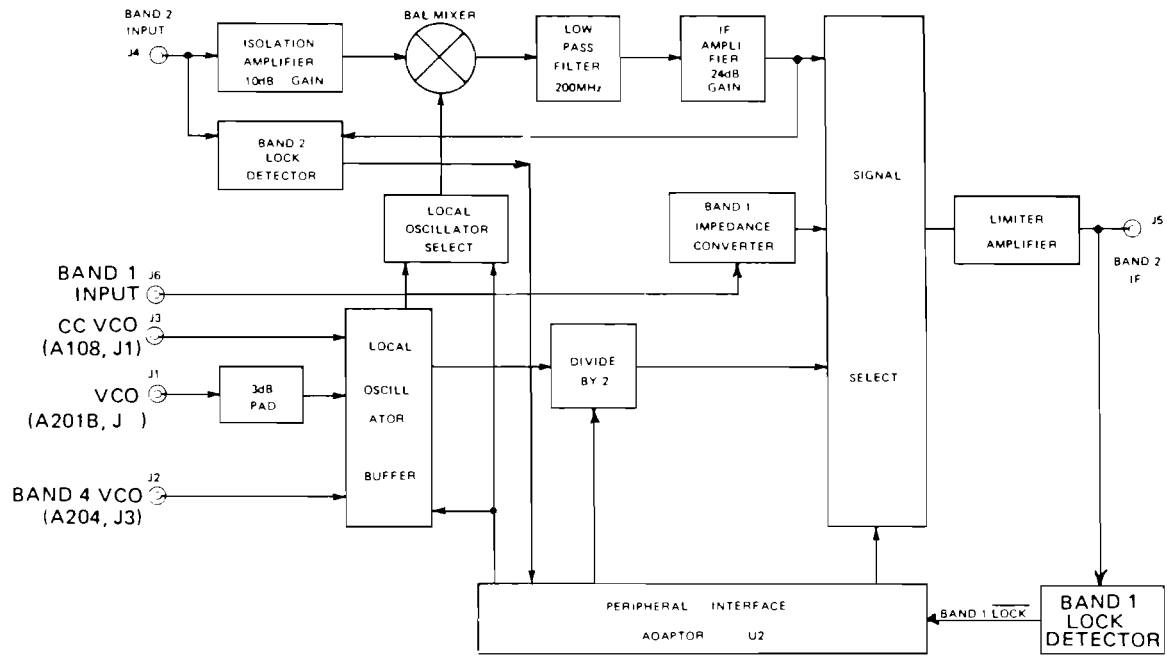 BAND 2
INPUT
J4
ISOLATION
AMPLIFIER
10dB GAIN
BAL MIXER
LOW
PASS
FILTER
200MHz
IF
AMPLI
FIER
24dB
GAIN
BAND 2
LOCK
DETECTOR
LOCAL
OSCILLATOR
SELECT
BAND 1
IMPEDANCE
CONVERTER
SIGNAL
SELECT
LIMITER
AMPLIFIER
J5
BAND 2
IF
BAND 1
INPUT
J6
CC VCO
(A108, J1)
J3
VCO
(A201B, J )
J1
3dB
PAD
BAND 4 VCO
(A204, J3)
J2
LOCAL
OSCILL
ATOR
BUFFER
DIVIDE
BY 2
PERIPHERAL INTERFACE
ADAPTOR U2
BAND 1 LOCK
BAND 1
LOCK
DETECTOR